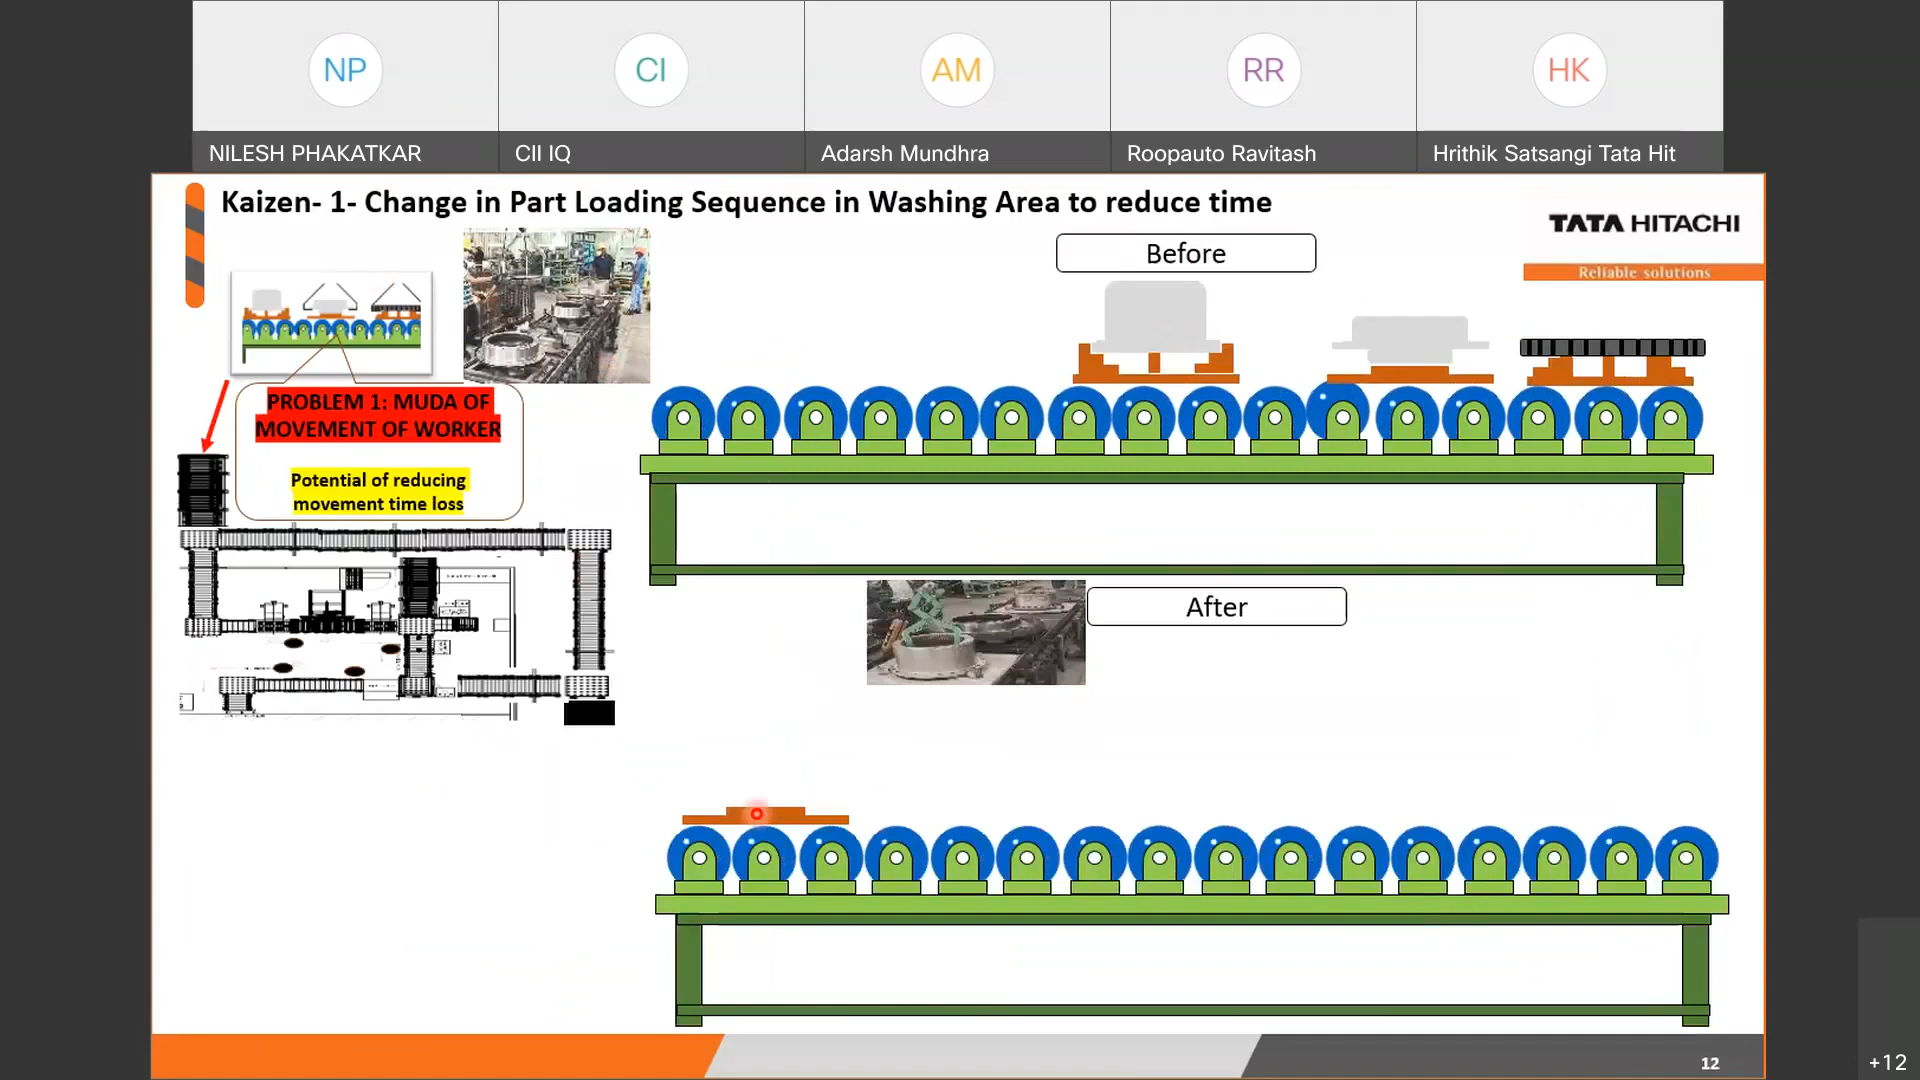 NP
CI
AM
RR
HK
NILESH PHAKATKAR
CII IQ
Adarsh Mundhra
Roopauto Ravitash
Hrithik Satsangi Tata Hit
Kaizen- 1- Change in Part Loading Sequence in Washing Area to reduce time
TATA HITACHI
Reliable solutions
Before
PROBLEM 1: MUDA OF
MOVEMENT OF WORKER
Potential of reducing
movement time loss
After
12
+12